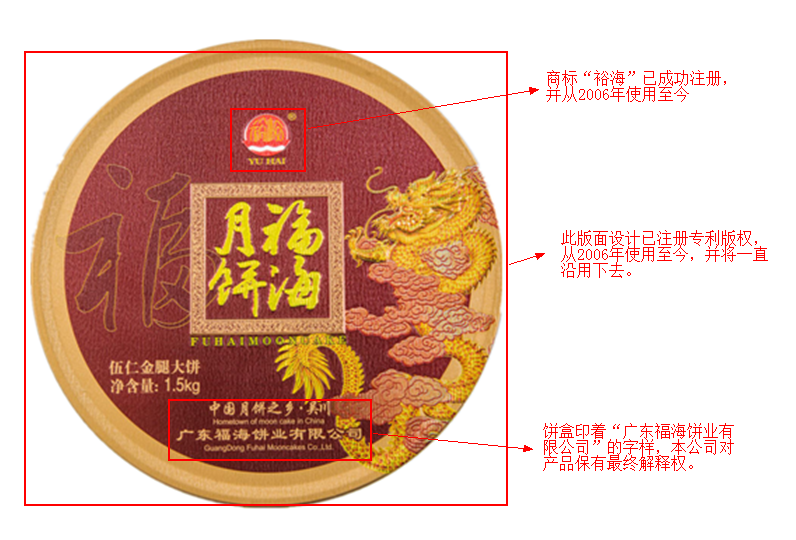 商标“裕海”已成功注册，
并从2006年使用至今
®
YU HAI
福
福海
月饼
FUHAIMOONCAKE
此版面设计已注册专利版权，
从2006年使用至今，并将一直
沿用下去。
伍仁金腿大饼
净含量：1.5kg
中国月饼之乡·吴川
Hometown of moon cake in China
广东福海饼业有限公司
GuangDong Fuhai Mooncakes Co.,Ltd.
饼盒印着“广东福海饼业有
限公司”的字样，本公司对
产品保有最终解释权。